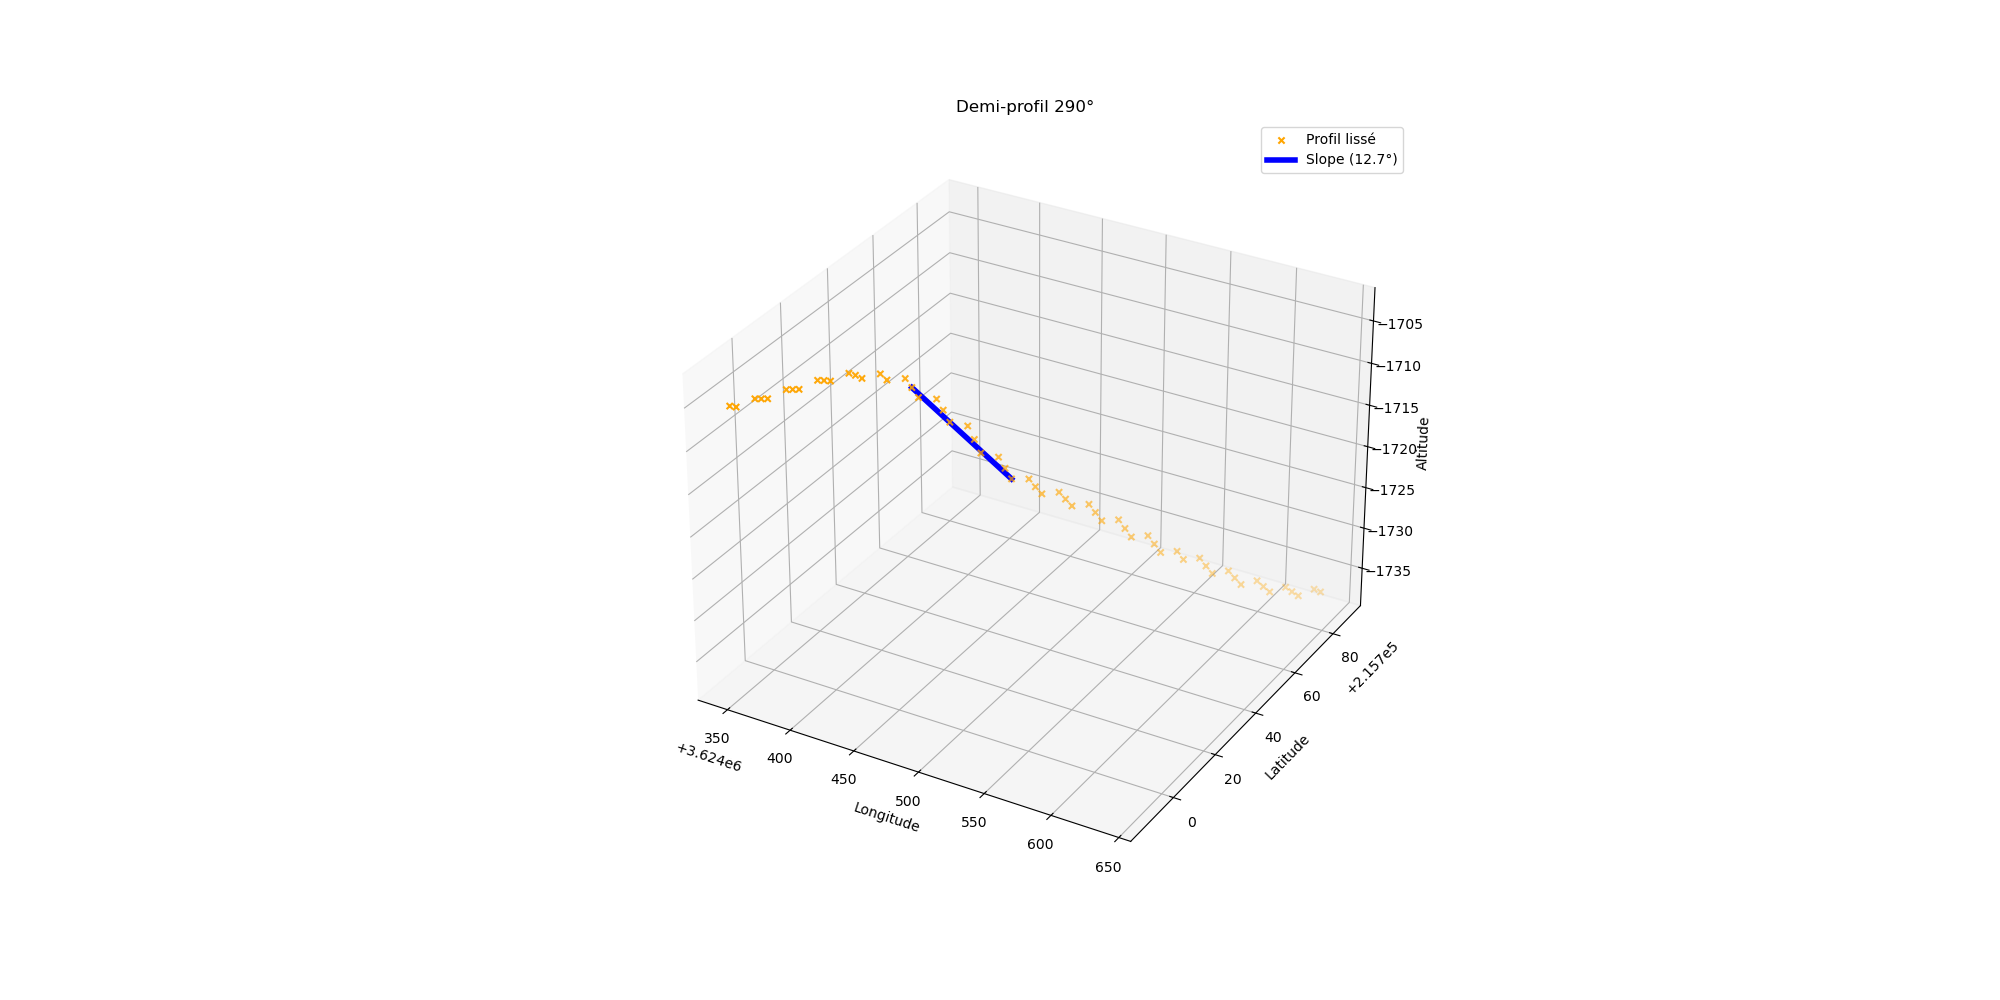 Demi-profil 290°
Profil lissé
Slope (12.7°)
−1705
−1710
−1715
−1720
−1725
−1730
−1735
Altitude
80
60
40
20
0
+2.157e5
Latitude
350
400
450
500
550
600
650
+3.624e6
Longitude